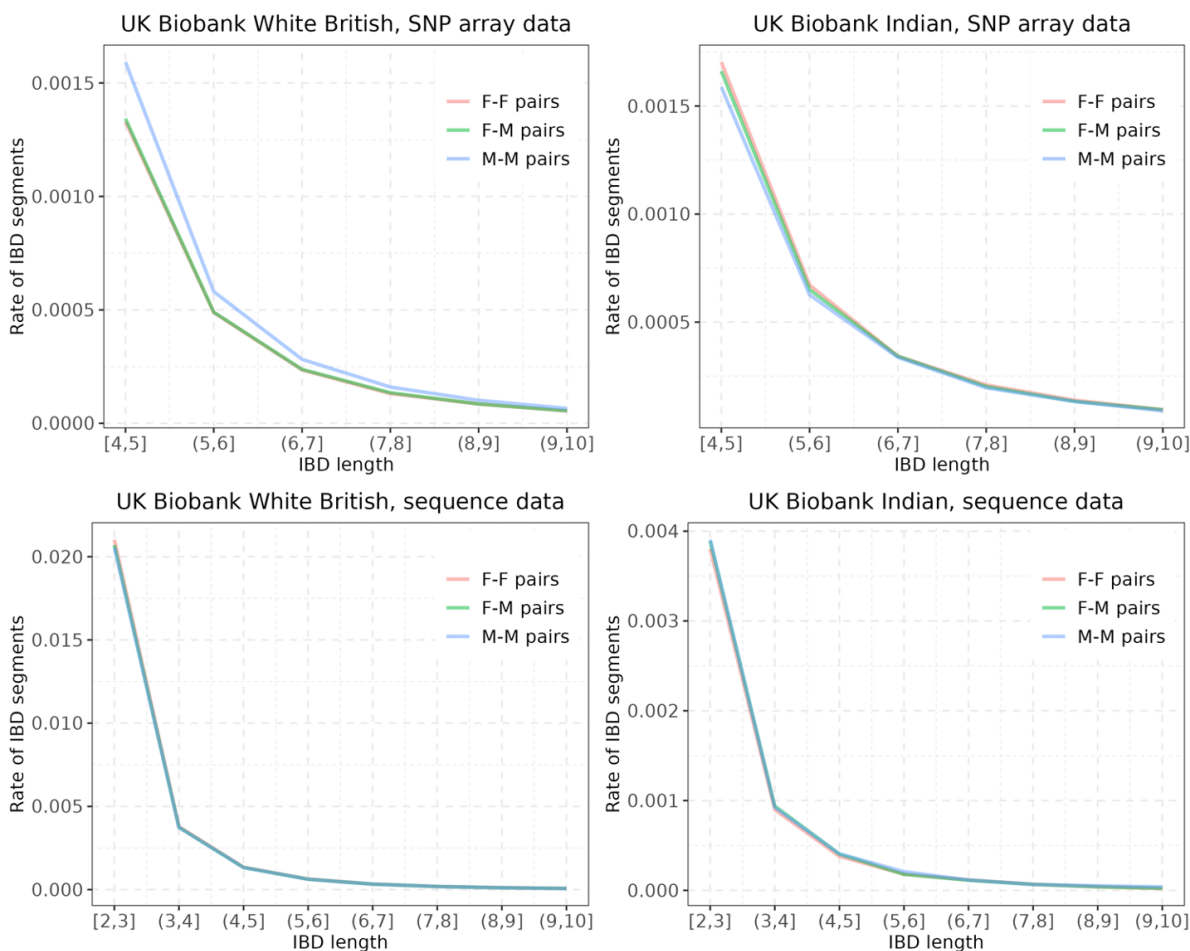 UK Biobank White British, SNP array data
Rate of IBD segments
0.0015
0.0010
0.0005
0.0000
F-F pairs
F-M pairs
M-M pairs
[4,5] (5,6] (6,7] (7,8] (8,9] (9,10]
IBD length
UK Biobank Indian, SNP array data
Rate of IBD segments
0.0015
0.0010
0.0005
F-F pairs
F-M pairs
M-M pairs
[4,5] (5,6] (6,7] (7,8] (8,9] (9,10]
IBD length
UK Biobank White British, sequence data
Rate of IBD segments
0.020
0.015
0.010
0.005
0.000
F-F pairs
F-M pairs
M-M pairs
[2,3] (3,4] (4,5] (5,6] (6,7] (7,8] (8,9] (9,10]
IBD length
UK Biobank Indian, sequence data
Rate of IBD segments
0.004
0.003
0.002
0.001
0.000
F-F pairs
F-M pairs
M-M pairs
[2,3] (3,4] (4,5] (5,6] (6,7] (7,8] (8,9] (9,10]
IBD length